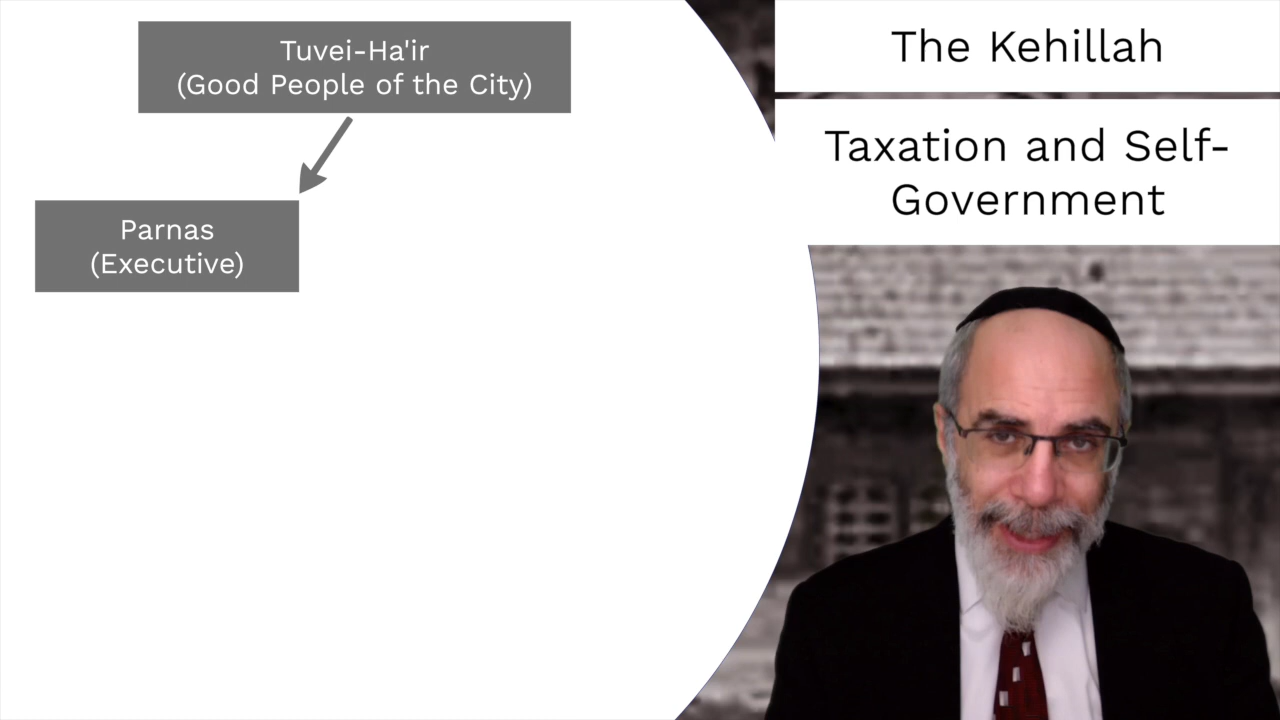 Tuvei-Ha'ir
(Good People of the City)
Parnas
(Executive)
The Kehillah
Taxation and Self-
Government